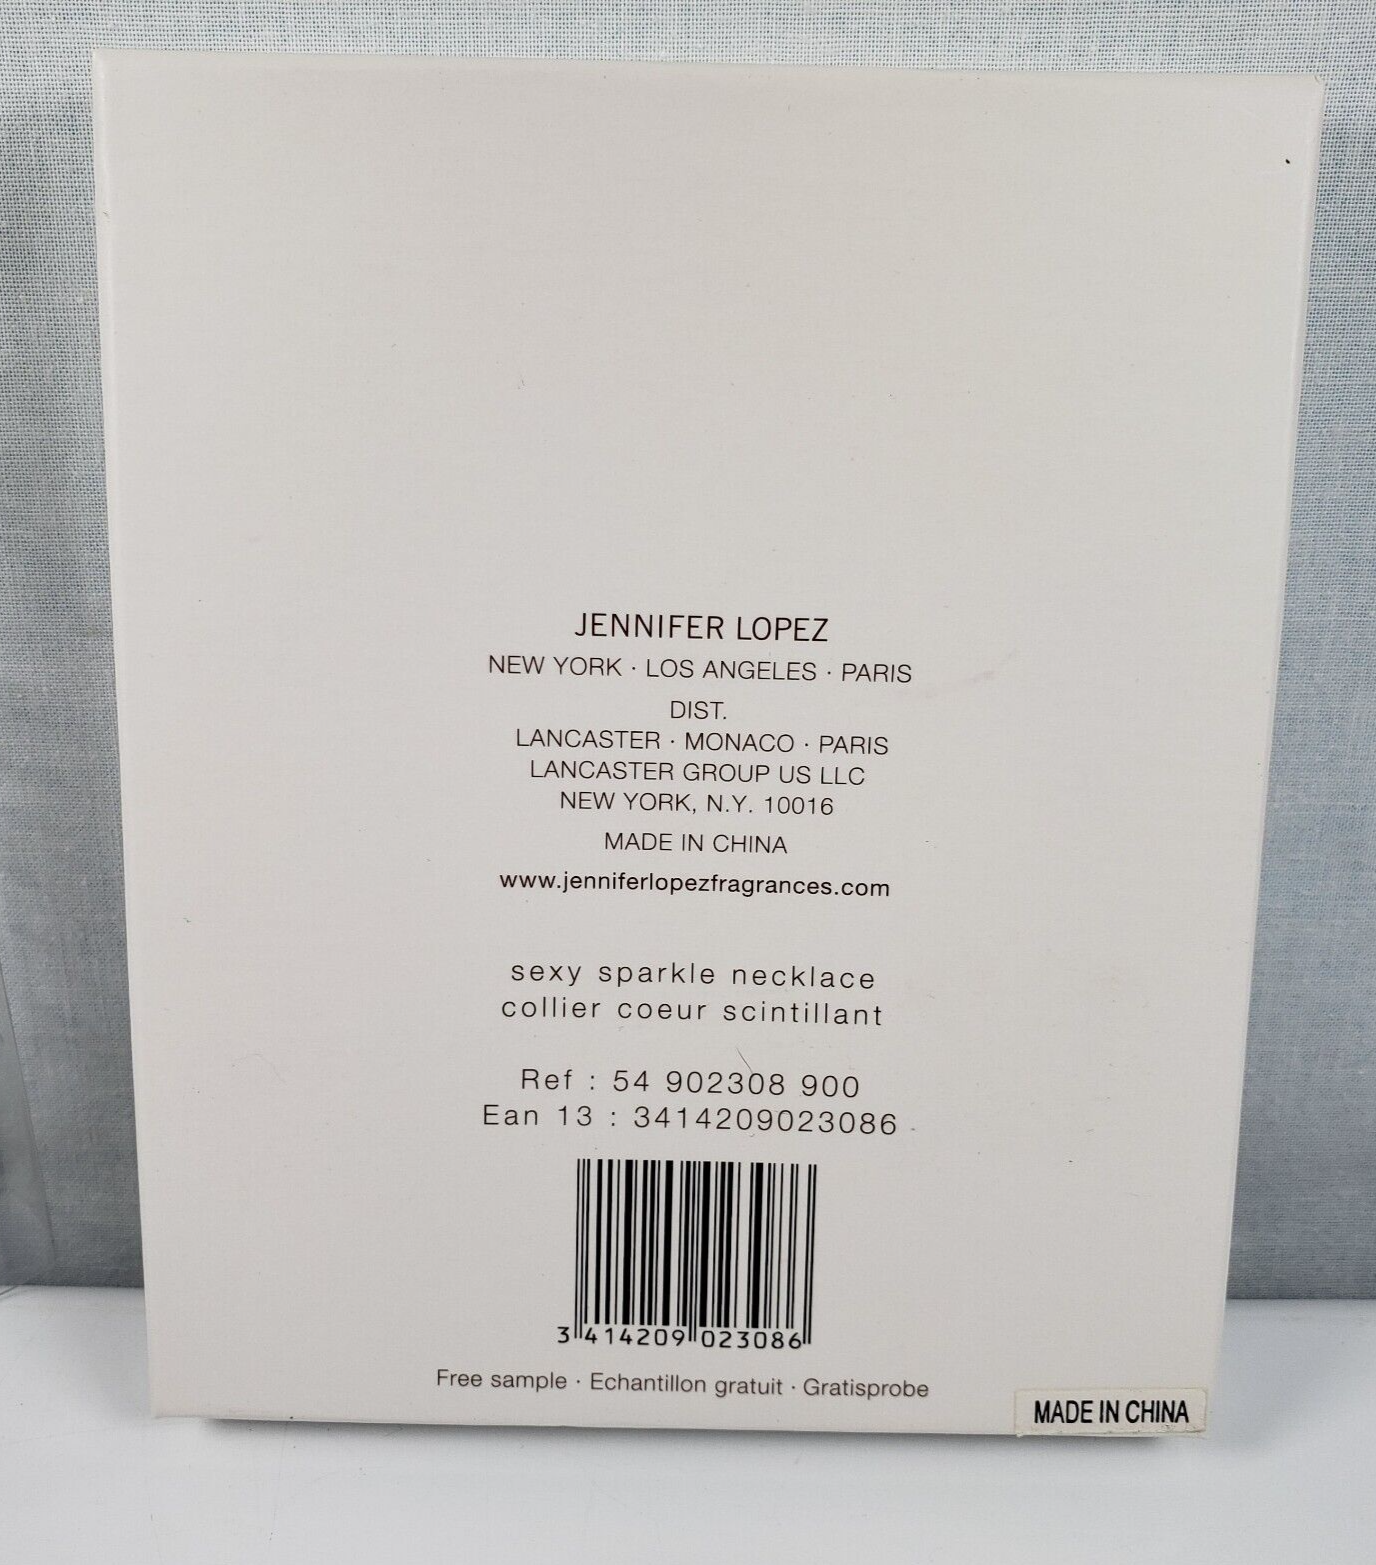 JENNIFER LOPEZ
NEW YORK · LOS ANGELES · PARIS
DIST.
LANCASTER · MONACO · PARIS
LANCASTER GROUP US LLC
NEW YORK, N.Y. 10016
MADE IN CHINA
www.jenniferlopezfragrances.com
sexy sparkle necklace
collier coeur scintillant
Ref : 54 902308 900
Ean 13 : 3414209023086
3 414209 023086
Free sample · Echantillon gratuit · Gratisprobe
MADE IN CHINA